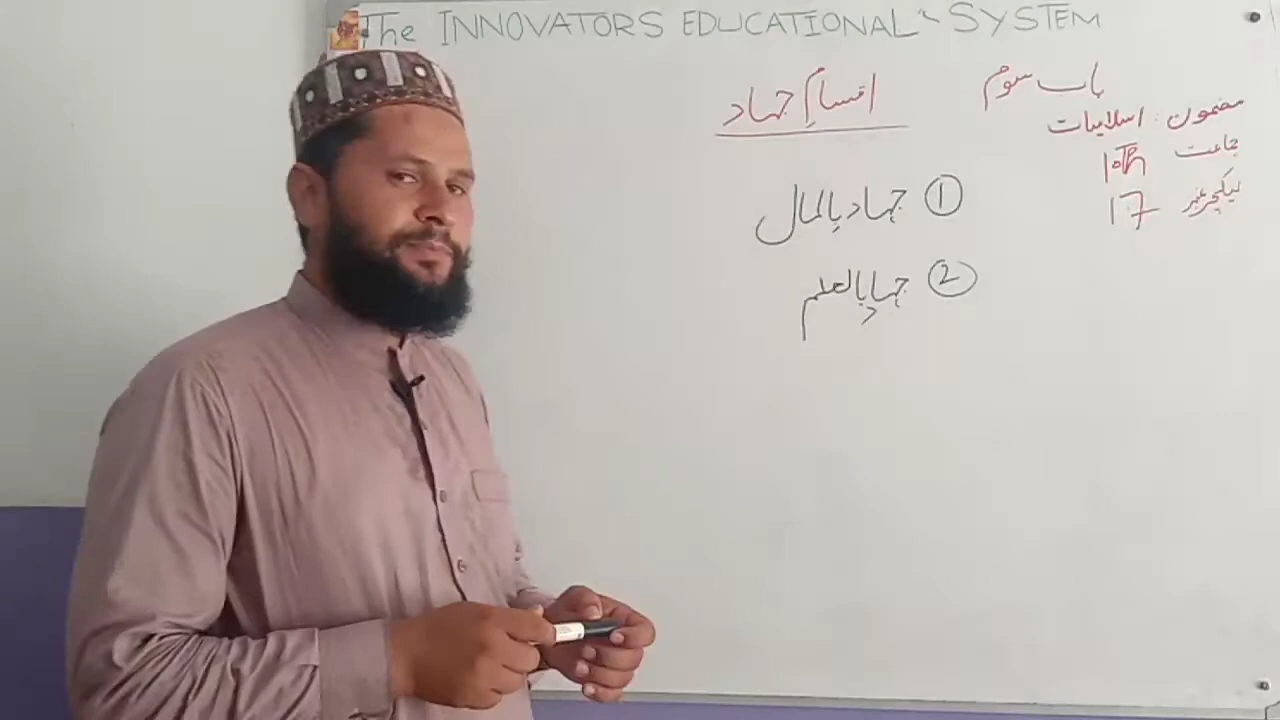 The INNOVATORS EDUCATIONAL SYSTEM
باب سوم
مضمون: اسلامیات
جماعت 10Th
لیکچر نمبر 17
اقسامِ جہاد
① جہاد بِالمال
② جہادِ بالعلم